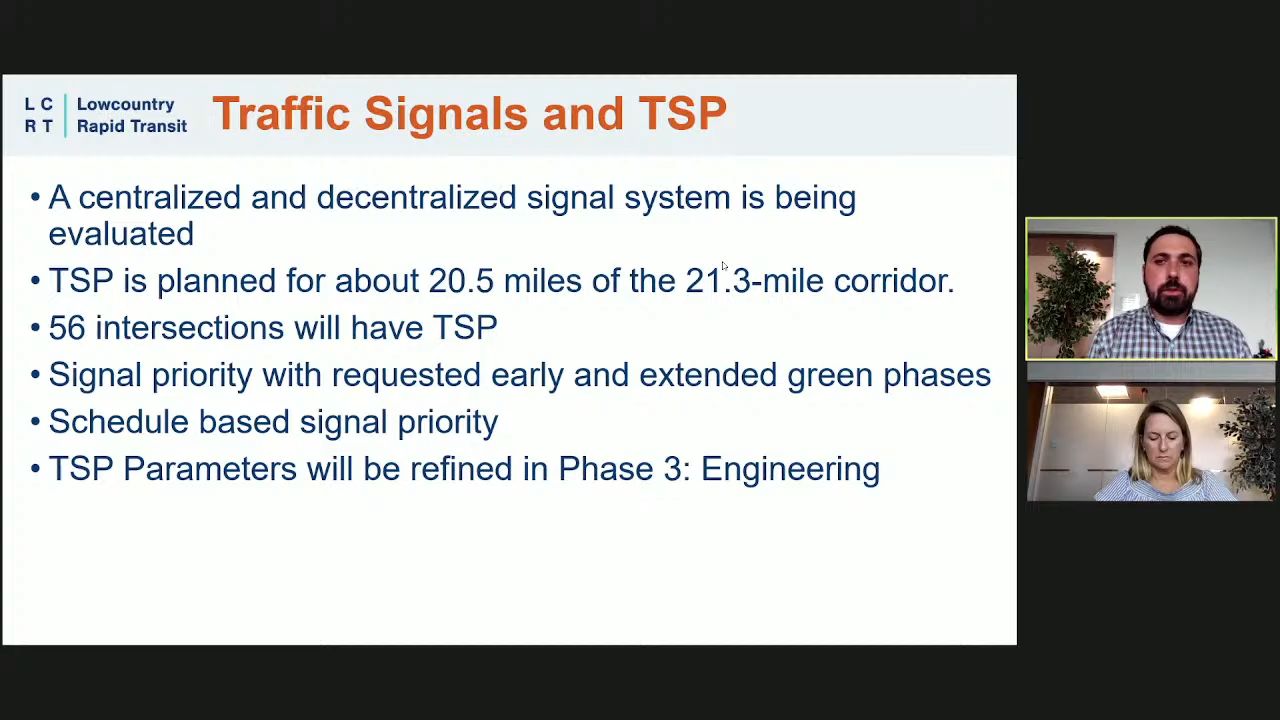 L C
R T
Lowcountry
Rapid Transit
Traffic Signals and TSP
• A centralized and decentralized signal system is being
evaluated
• TSP is planned for about 20.5 miles of the 21.3-mile corridor.
• 56 intersections will have TSP
• Signal priority with requested early and extended green phases
• Schedule based signal priority
• TSP Parameters will be refined in Phase 3: Engineering